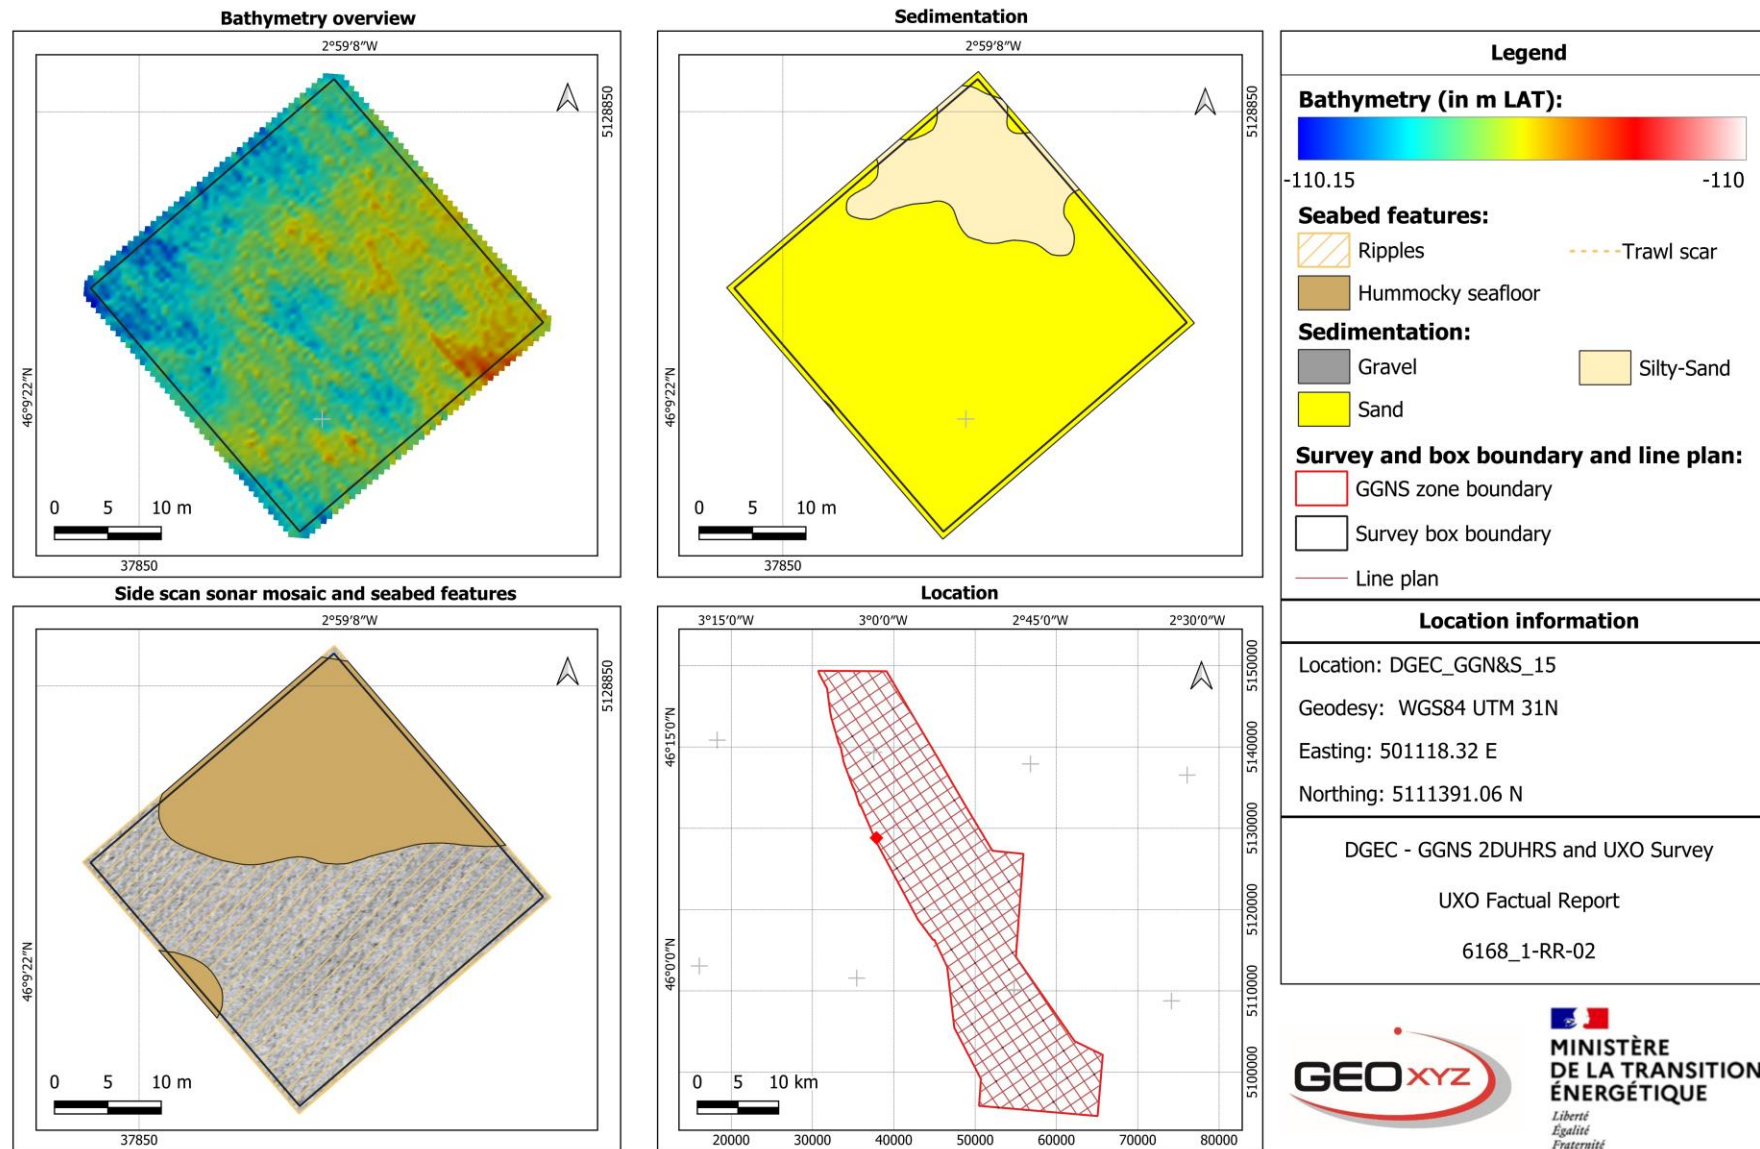 Bathymetry overview
2°59'8"W
5128850
46°9'22"N
0 5 10 m
37850
Sedimentation
2°59'8"W
5128850
46°9'22"N
0 5 10 m
37850
Side scan sonar mosaic and seabed features
2°59'8"W
5128850
46°9'22"N
0 5 10 m
37850
Location
3°15'0"W 3°0'0"W 2°45'0"W 2°30'0"W
46°15'0"N
46°0'0"N
5150000
5140000
5130000
5120000
5110000
5100000
0 5 10 km
20000 30000 40000 50000 60000 70000 80000
Legend
Bathymetry (in m LAT):
-110.15 -110
Seabed features:
Ripples Trawl scar
Hummocky seafloor
Sedimentation:
Gravel Silty-Sand
Sand
Survey and box boundary and line plan:
GGNS zone boundary
Survey box boundary
Line plan
Location information
Location: DGEC_GGN&S_15
Geodesy: WGS84 UTM 31N
Easting: 501118.32 E
Northing: 5111391.06 N
DGEC - GGNS 2DUHRS and UXO Survey
UXO Factual Report
6168_1-RR-02
GEOXYZ
MINISTÈRE
DE LA TRANSITION
ÉNERGÉTIQUE
Liberté
Égalité
Fraternité